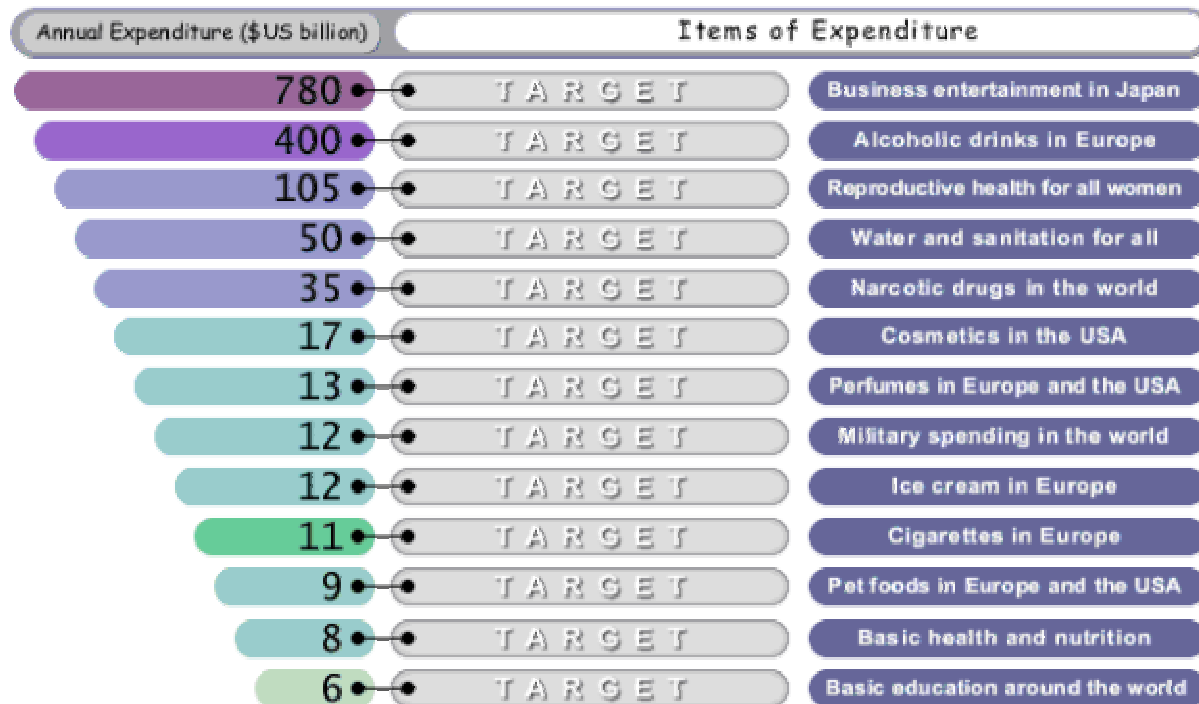 Annual Expenditure ($US billion) Items of Expenditure
780 TARGET Business entertainment in Japan
400 TARGET Alcoholic drinks in Europe
105 TARGET Reproductive health for all women
50 TARGET Water and sanitation for all
35 TARGET Narcotic drugs in the world
17 TARGET Cosmetics in the USA
13 TARGET Perfumes in Europe and the USA
12 TARGET Military spending in the world
12 TARGET Ice cream in Europe
11 TARGET Cigarettes in Europe
9 TARGET Pet foods in Europe and the USA
8 TARGET Basic health and nutrition
6 TARGET Basic education around the world